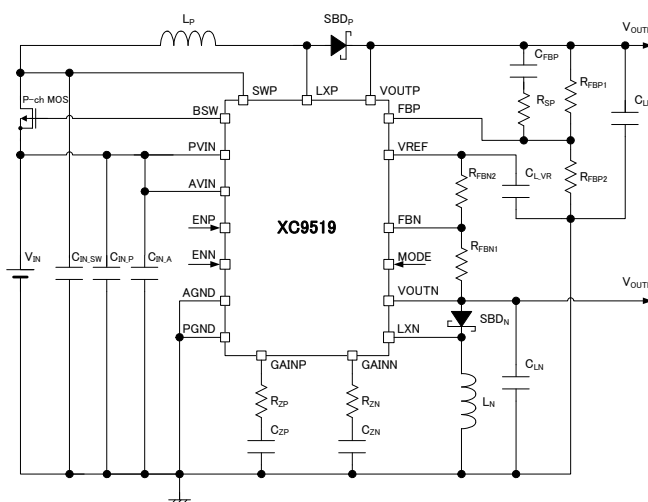 LP
SBDP
VOUTP
CFBP
RSP
RFBP1
CL
SWP
LXP
VOUTP
P-ch MOS
BSW
FBP
PVIN
VREF
RFBN2
CL_VR
RFBP2
AVIN
ENP
XC9519
FBN
ENN
MODE
RFBN1
VIN
CIN_SW
CIN_P
CIN_A
AGND
VOUTN
VOUT
PGND
LXN
SBDN
GAINP
GAINN
CLN
RZP
RZN
LN
CZP
CZN